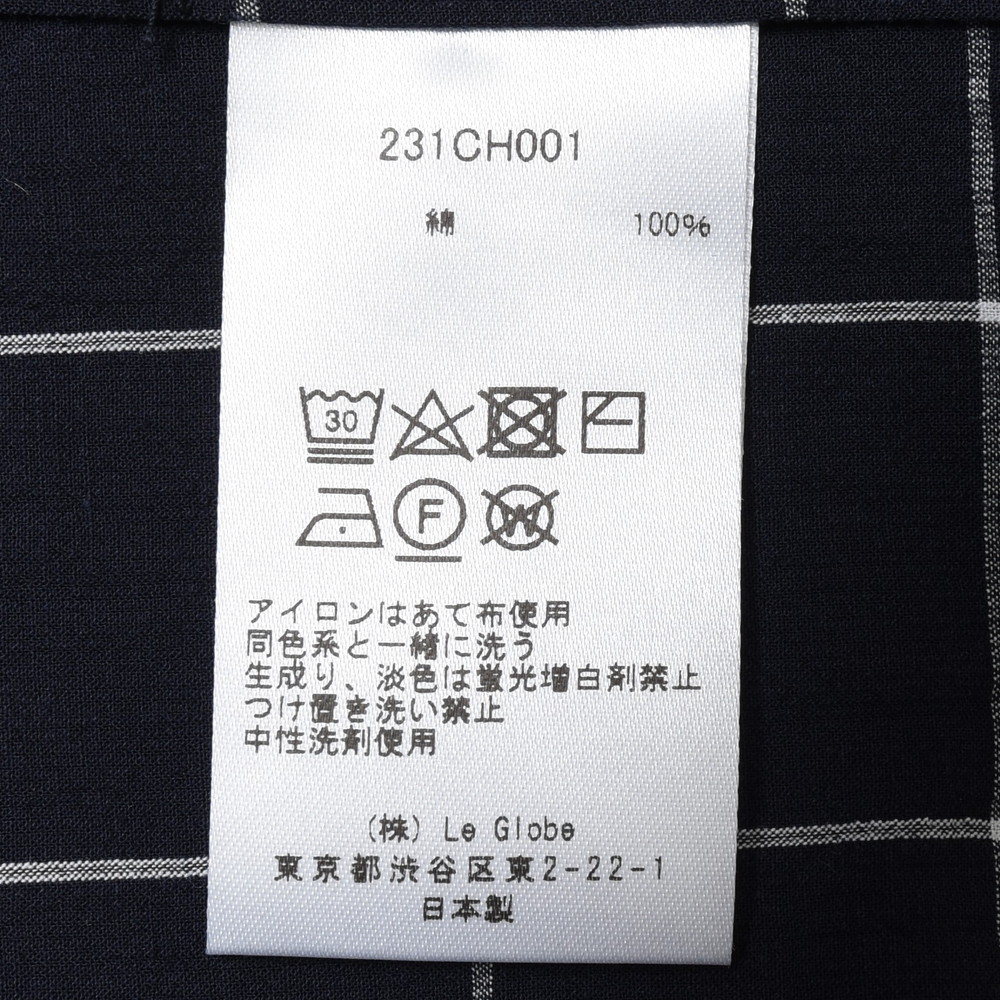 231CH001
綿 100%
30
F
W
アイロンはあて布使用
同色系と一緒に洗う
生成り、淡色は蛍光増白剤禁止
つけ置き洗い禁止
中性洗剤使用
(株) Le Globe
東京都渋谷区東2-22-1
日本製